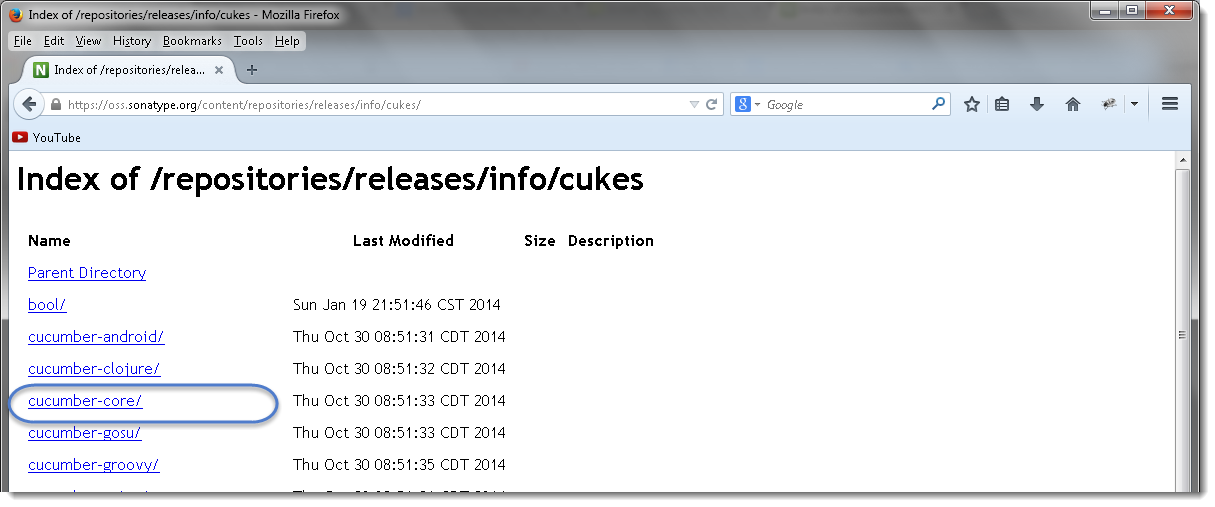 Index of /repositories/releases/info/cukes - Mozilla Firefox
File Edit View History Bookmarks Tools Help
N Index of /repositories/relea... × +
https://oss.sonatype.org/content/repositories/releases/info/cukes/ 8 Google
YouTube
Index of /repositories/releases/info/cukes
Name Last Modified Size Description
Parent Directory
bool/ Sun Jan 19 21:51:46 CST 2014
cucumber-android/ Thu Oct 30 08:51:31 CDT 2014
cucumber-clojure/ Thu Oct 30 08:51:32 CDT 2014
cucumber-core/ Thu Oct 30 08:51:33 CDT 2014
cucumber-gosu/ Thu Oct 30 08:51:33 CDT 2014
cucumber-groovy/ Thu Oct 30 08:51:35 CDT 2014